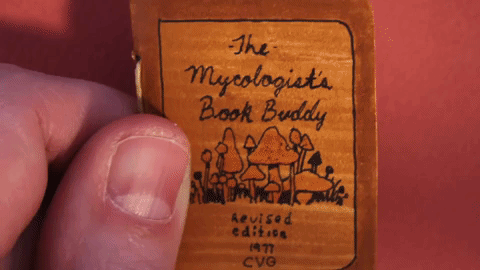 -The-
Mycologist's
Book Buddy
Revised
edition
1977
CVG